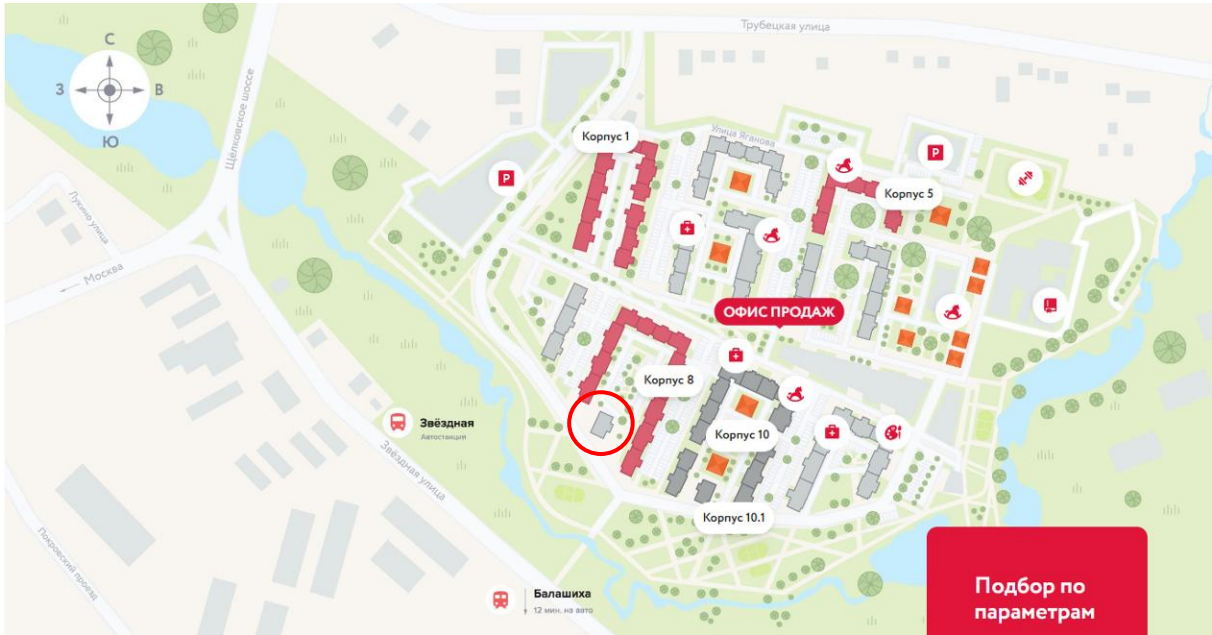 Трубецкая улица
С
З
В
Ю
Щёлковское шоссе
Корпус 1
Улица Яганова
P
P
Корпус 5
Лукино улица
← Москва
ОФИС ПРОДАЖ
Корпус 8
Звёздная
Автостанция
Корпус 10
Звёздная улица
Корпус 10.1
Покровский проезд
Балашиха
12 мин. на авто
Подбор по
параметрам